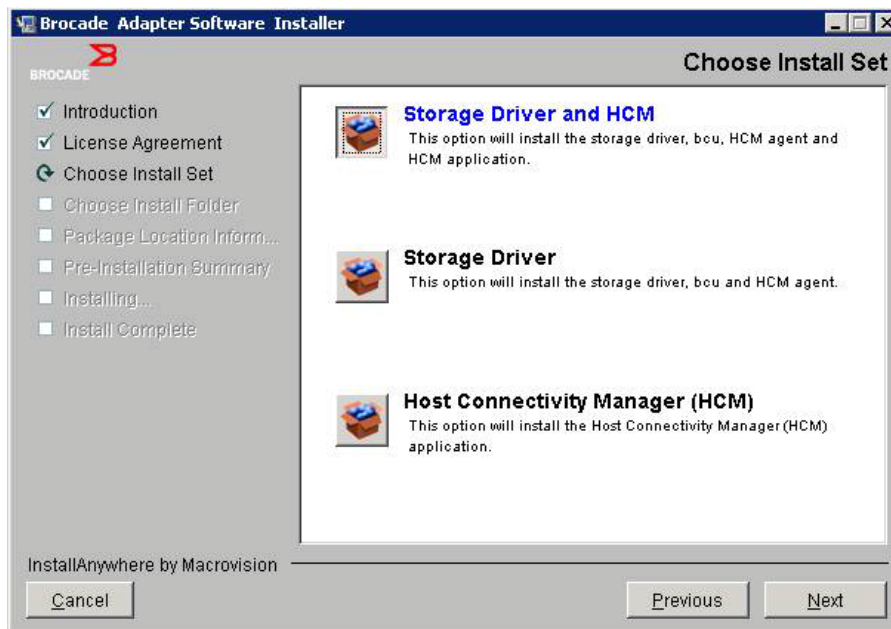 Brocade Adapter Software Installer
BROCADE
Choose Install Set
Introduction
License Agreement
Choose Install Set
Choose Install Folder
Package Location Inform...
Pre-Installation Summary
Installing...
Install Complete
Storage Driver and HCM
This option will install the storage driver, bcu, HCM agent and
HCM application.
Storage Driver
This option will install the storage driver, bcu and HCM agent.
Host Connectivity Manager (HCM)
This option will install the Host Connectivity Manager (HCM)
application.
InstallAnywhere by Macrovision
Cancel
Previous
Next